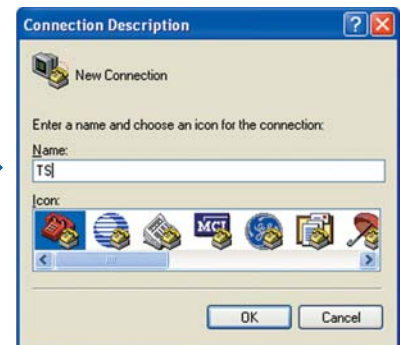 Connection Description
New Connection
Enter a name and choose an icon for the connection:
Name:
TS
Icon:
MCI
OK
Cancel